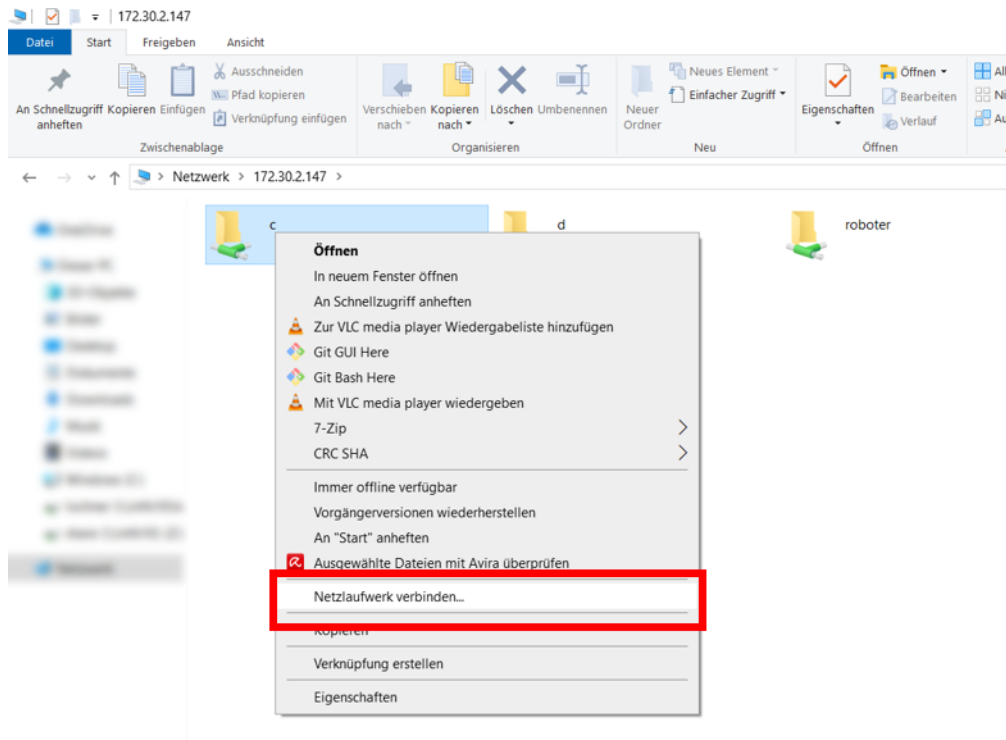 172.30.2.147
Datei Start Freigeben Ansicht
An Schnellzugriff anheften
Kopieren
Einfügen
Ausschneiden
Pfad kopieren
Verknüpfung einfügen
Zwischenablage
Verschieben nach
Kopieren nach
Löschen
Umbenennen
Organisieren
Neuer Ordner
Neues Element
Einfacher Zugriff
Neu
Eigenschaften
Öffnen
Bearbeiten
Verlauf
Öffnen
Netzwerk > 172.30.2.147 >
c
d
roboter
Öffnen
In neuem Fenster öffnen
An Schnellzugriff anheften
Zur VLC media player Wiedergabeliste hinzufügen
Git GUI Here
Git Bash Here
Mit VLC media player wiedergeben
7-Zip
CRC SHA
Immer offline verfügbar
Vorgängerversionen wiederherstellen
An "Start" anheften
Ausgewählte Dateien mit Avira überprüfen
Netzlaufwerk verbinden...
Kopieren
Verknüpfung erstellen
Eigenschaften